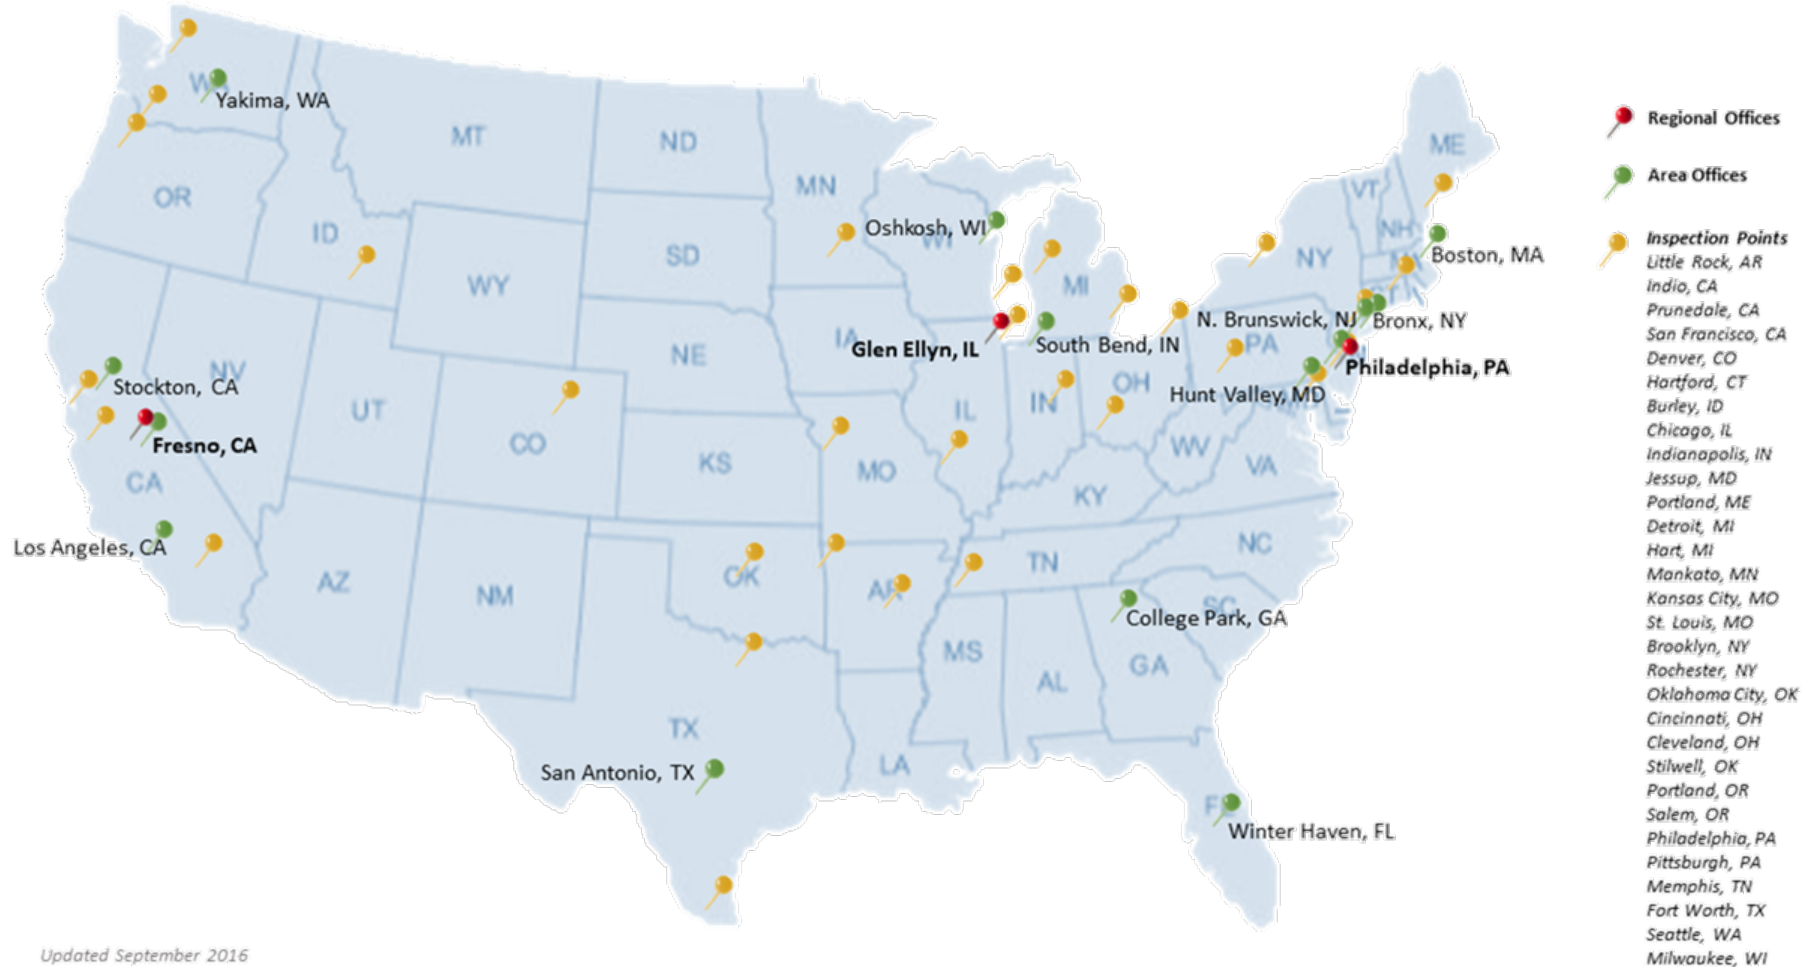 WA
Yakima, WA
MT
ND
MN
OR
ID
SD
WY
Oshkosh, WI
WI
MI
ME
VT
NH
NY
MA
Boston, MA
Regional Offices
Area Offices
Inspection Points
Little Rock, AR
Indio, CA
Prunedale, CA
San Francisco, CA
Denver, CO
Hartford, CT
Burley, ID
Chicago, IL
Indianapolis, IN
Jessup, MD
Portland, ME
Detroit, MI
Hart, MI
Mankato, MN
Kansas City, MO
St. Louis, MO
Brooklyn, NY
Rochester, NY
Oklahoma City, OK
Cincinnati, OH
Cleveland, OH
Stilwell, OK
Portland, OR
Salem, OR
Philadelphia, PA
Pittsburgh, PA
Memphis, TN
Fort Worth, TX
Seattle, WA
Milwaukee, WI
IA
NE
Glen Ellyn, IL
South Bend, IN
N. Brunswick, NJ
Bronx, NY
PA
Philadelphia, PA
Hunt Valley, MD
MD
Stockton, CA
NV
UT
CO
KS
MO
IL
IN
OH
WV
VA
KY
Fresno, CA
CA
Los Angeles, CA
AZ
NM
OK
AR
TN
NC
SC
College Park, GA
MS
AL
GA
TX
LA
San Antonio, TX
FL
Winter Haven, FL
Updated September 2016